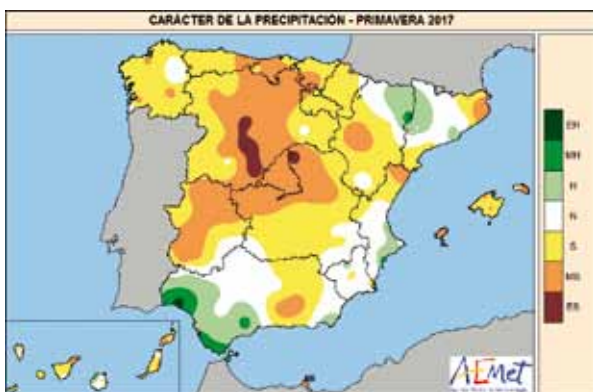 CARÁCTER DE LA PRECIPITACIÓN - PRIMAVERA 2017
EH
MH
H
N
S
MS
ES
AEmet